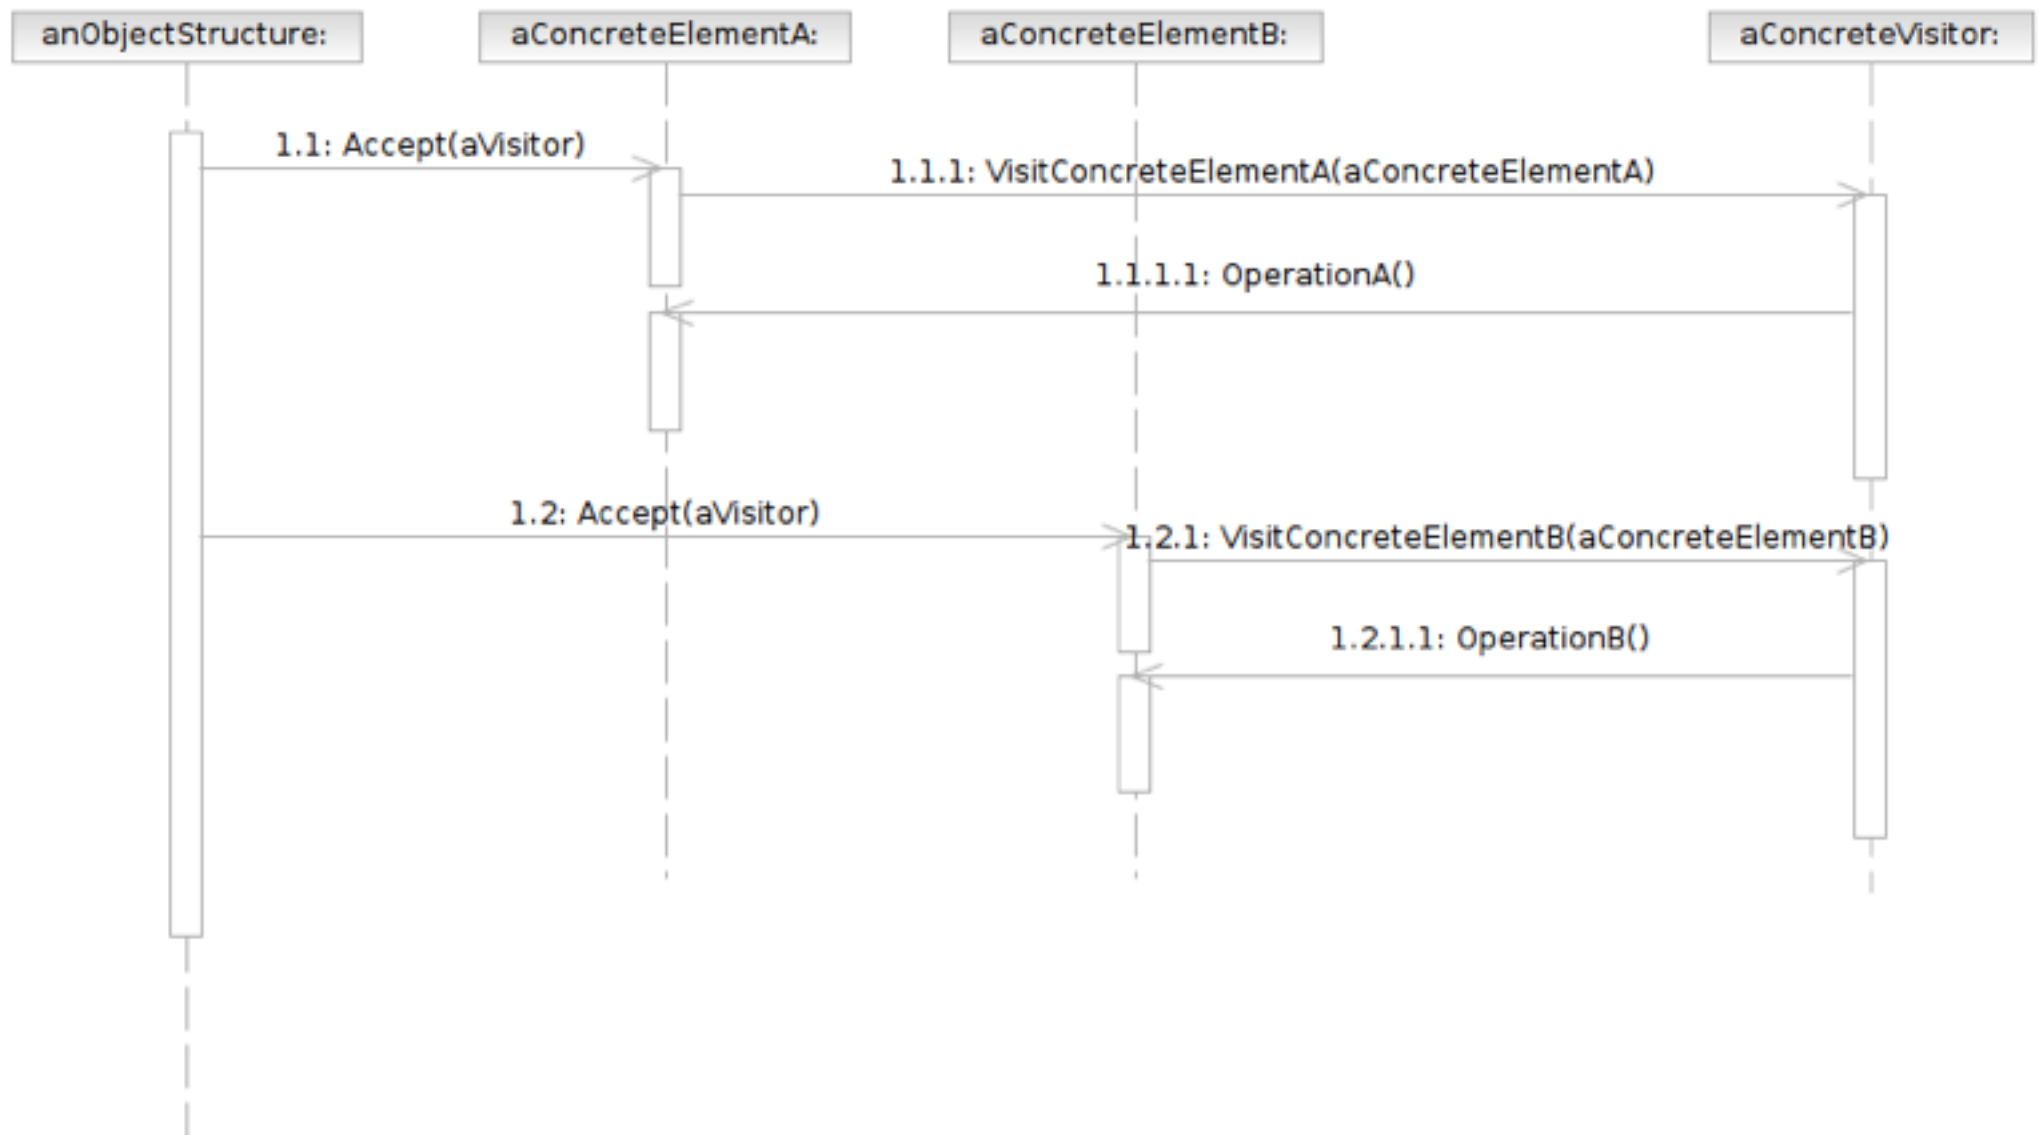 anObjectStructure:
aConcreteElementA:
aConcreteElementB:
aConcreteVisitor:
1.1: Accept(aVisitor)
1.1.1: VisitConcreteElementA(aConcreteElementA)
1.1.1.1: OperationA()
1.2: Accept(aVisitor)
1.2.1: VisitConcreteElementB(aConcreteElementB)
1.2.1.1: OperationB()